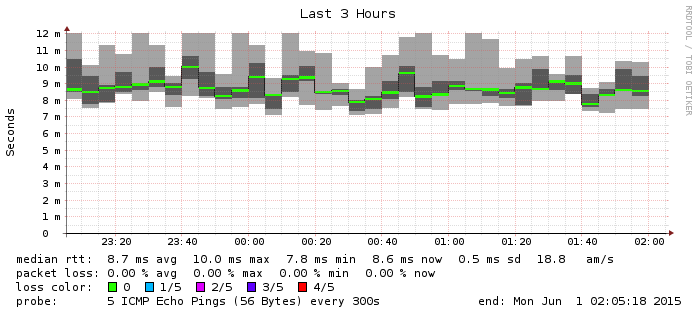 Last 3 Hours
RRDTOOL / TOBI OETIKER
Seconds
12 m
11 m
10 m
9 m
8 m
7 m
6 m
5 m
4 m
3 m
2 m
1 m
0
23:20 23:40 00:00 00:20 00:40 01:00 01:20 01:40 02:00
median rtt: 8.7 ms avg 10.0 ms max 7.8 ms min 8.6 ms now 0.5 ms sd 18.8 am/s
packet loss: 0.00 % avg 0.00 % max 0.00 % min 0.00 % now
loss color: 0 1/5 2/5 3/5 4/5
probe: 5 ICMP Echo Pings (56 Bytes) every 300s end: Mon Jun 1 02:05:18 2015